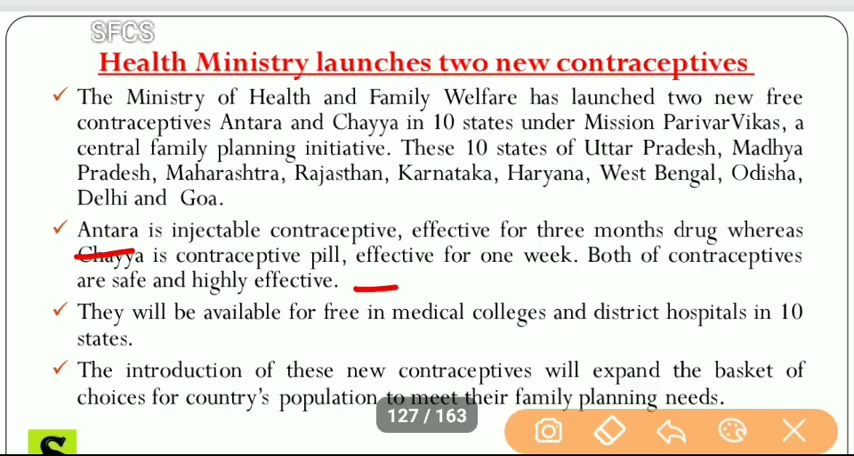 SFCS
Health Ministry launches two new contraceptives
The Ministry of Health and Family Welfare has launched two new free
contraceptives Antara and Chayya in 10 states under Mission ParivarVikas, a
central family planning initiative. These 10 states of Uttar Pradesh, Madhya
Pradesh, Maharashtra, Rajasthan, Karnataka, Haryana, West Bengal, Odisha,
Delhi and Goa.
Antara is injectable contraceptive, effective for three months drug whereas
Chayya is contraceptive pill, effective for one week. Both of contraceptives
are safe and highly effective.
They will be available for free in medical colleges and district hospitals in 10
states.
The introduction of these new contraceptives will expand the basket of
choices for country's population to meet their family planning needs.
127 / 163
S